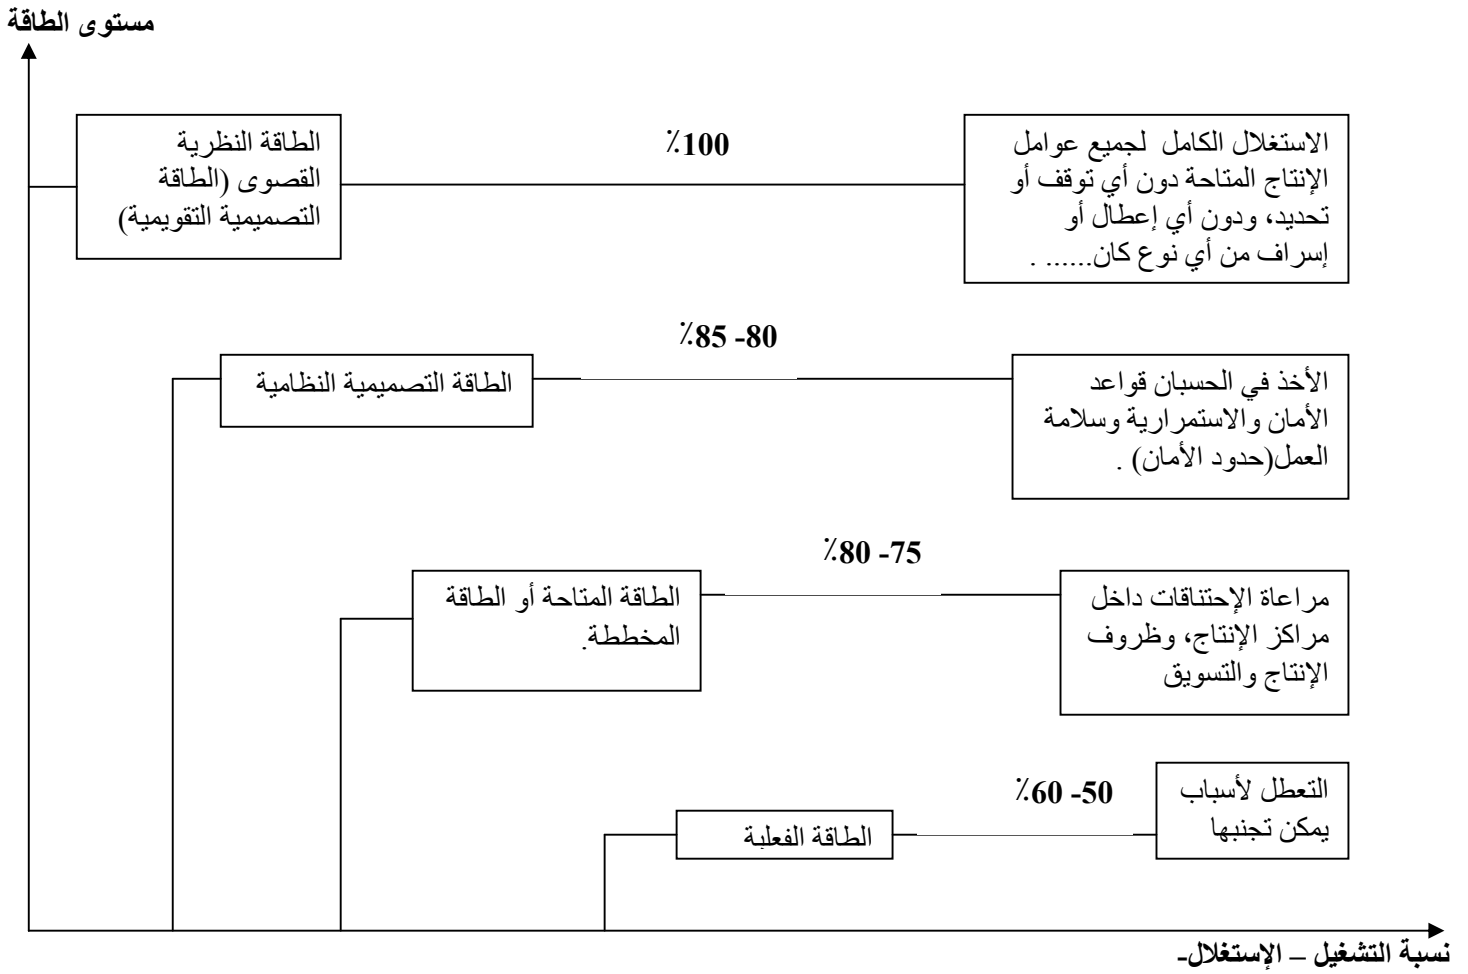 مستوى الطاقة
الطاقة النظرية
القصوى (الطاقة
التصميمية التقويمية)
٪100
الاستغلال الكامل لجميع عوامل
الإنتاج المتاحة دون أي توقف أو
تحديد، ودون أي إعطال أو
إسراف من أي نوع كان...... .
الطاقة التصميمية النظامية
٪85 -80
الأخذ في الحسبان قواعد
الأمان والاستمرارية وسلامة
العمل(حدود الأمان) .
الطاقة المتاحة أو الطاقة
المخططة.
٪80 -75
مراعاة الإختناقات داخل
مراكز الإنتاج، وظروف
الإنتاج والتسويق
الطاقة الفعلية
٪60 -50
التعطل لأسباب
يمكن تجنبها
نسبة التشغيل – الإستغلال-